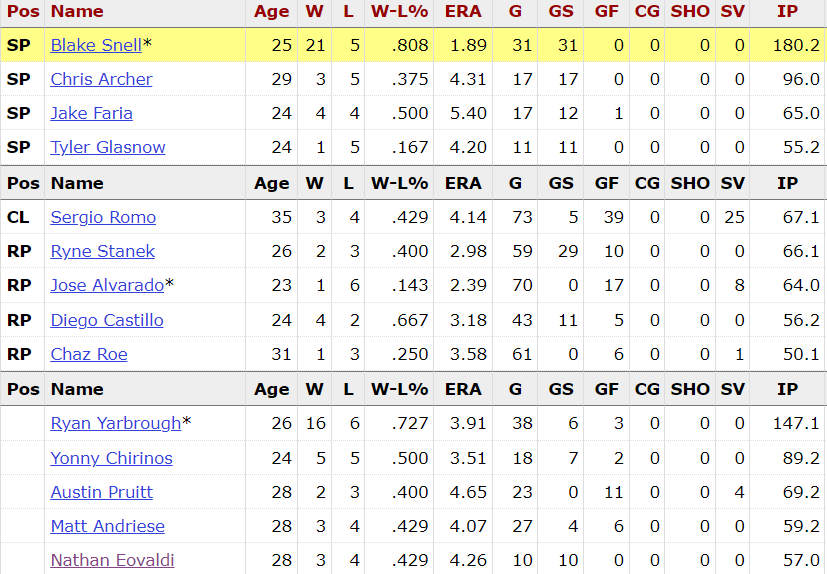 Pos Name Age W L W-L% ERA G GS GF CG SHO SV IP
SP Blake Snell* 25 21 5 .808 1.89 31 31 0 0 0 0 180.2
SP Chris Archer 29 3 5 .375 4.31 17 17 0 0 0 0 96.0
SP Jake Faria 24 4 4 .500 5.40 17 12 1 0 0 0 65.0
SP Tyler Glasnow 24 1 5 .167 4.20 11 11 0 0 0 0 55.2
Pos Name Age W L W-L% ERA G GS GF CG SHO SV IP
CL Sergio Romo 35 3 4 .429 4.14 73 5 39 0 0 25 67.1
RP Ryne Stanek 26 2 3 .400 2.98 59 29 10 0 0 0 66.1
RP Jose Alvarado* 23 1 6 .143 2.39 70 0 17 0 0 8 64.0
RP Diego Castillo 24 4 2 .667 3.18 43 11 5 0 0 0 56.2
RP Chaz Roe 31 1 3 .250 3.58 61 0 6 0 0 1 50.1
Pos Name Age W L W-L% ERA G GS GF CG SHO SV IP
Ryan Yarbrough* 26 16 6 .727 3.91 38 6 3 0 0 0 147.1
Yonny Chirinos 24 5 5 .500 3.51 18 7 2 0 0 0 89.2
Austin Pruitt 28 2 3 .400 4.65 23 0 11 0 0 4 69.2
Matt Andriese 28 3 4 .429 4.07 27 4 6 0 0 0 59.2
Nathan Eovaldi 28 3 4 .429 4.26 10 10 0 0 0 0 57.0